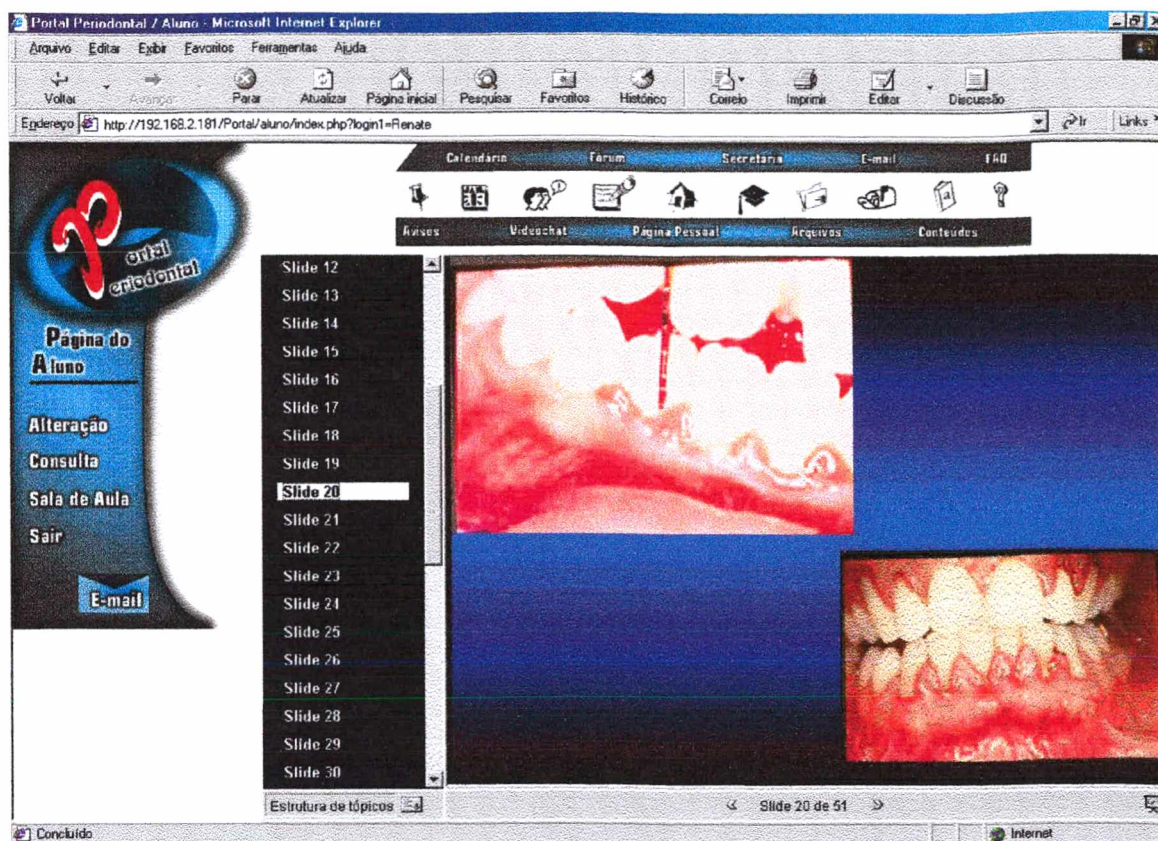 Portal Periodontal / Aluno - Microsoft Internet Explorer
Arquivo Editar Exibir Favoritos Ferramentas Ajuda
Voltar Avançar Parar Atualizar Página inicial Pesquisar Favoritos Histórico Correio Imprimir Editar Discussão
Endereço http://192.168.2.181/Portal/aluno/index.php?login1=Renate Ir Links
Calendário Fórum Secretaria E-mail FAQ
Avisos Videochat Página Pessoal Arquivos Conteúdos
Portal
Periodontal
Página do
Aluno
Alteração
Consulta
Sala de Aula
Sair
E-mail
Slide 12
Slide 13
Slide 14
Slide 15
Slide 16
Slide 17
Slide 18
Slide 19
Slide 20
Slide 21
Slide 22
Slide 23
Slide 24
Slide 25
Slide 26
Slide 27
Slide 28
Slide 29
Slide 30
Estrutura de tópicos
Slide 20 de 51
Concluído Internet